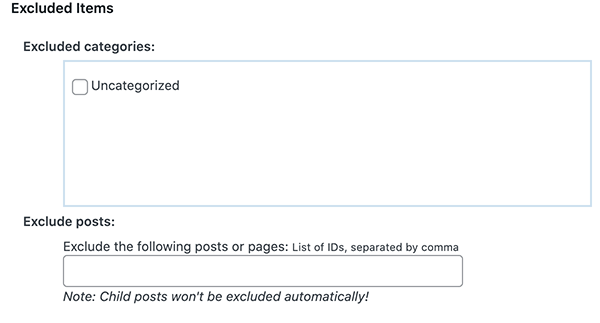 Excluded Items
Excluded categories:
Uncategorized
Exclude posts:
Exclude the following posts or pages: List of IDs, separated by comma
Note: Child posts won't be excluded automatically!